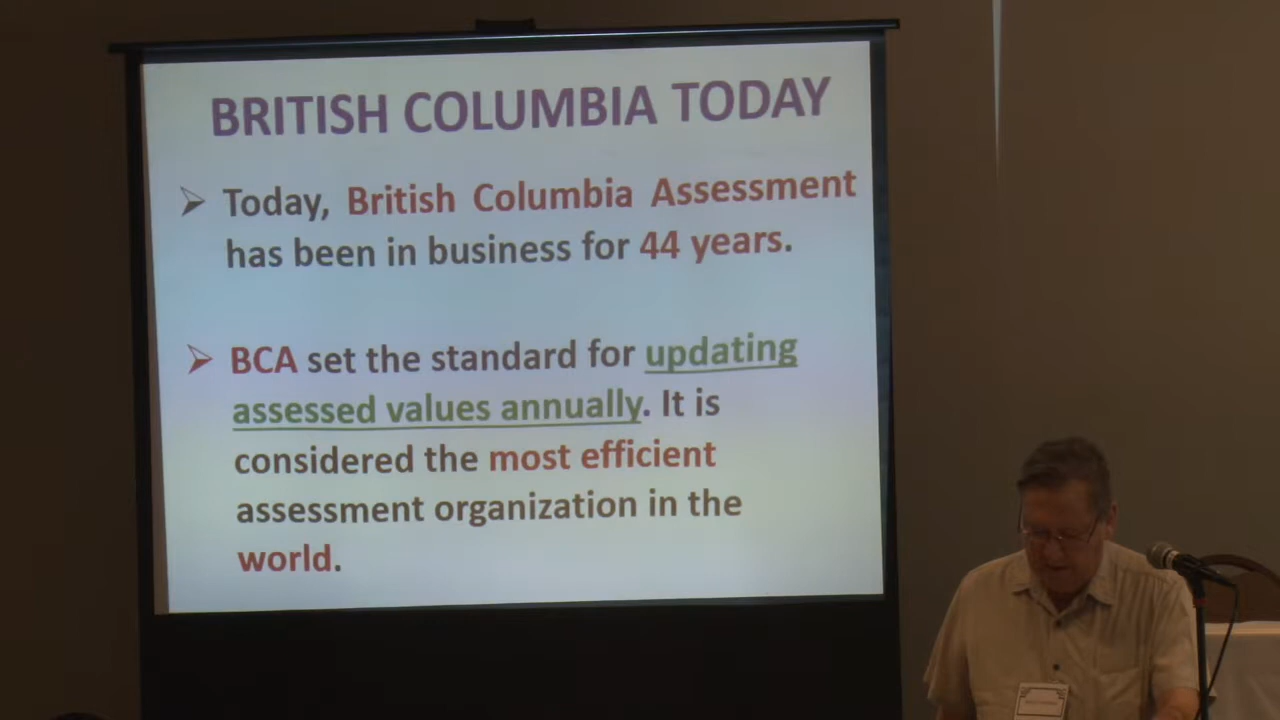 BRITISH COLUMBIA TODAY
Today, British Columbia Assessment
has been in business for 44 years.
BCA set the standard for updating
assessed values annually. It is
considered the most efficient
assessment organization in the
world.